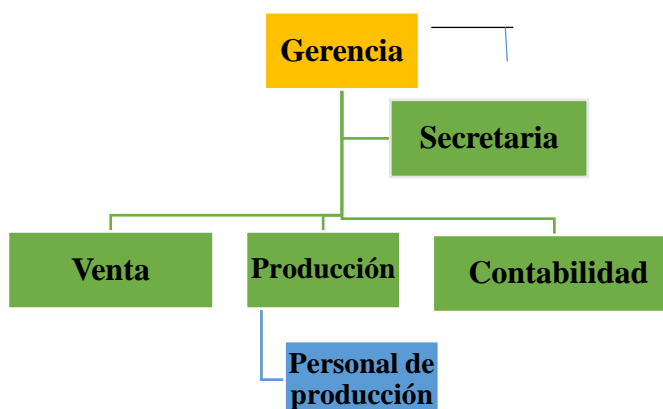 Gerencia
Secretaria
Venta
Producción
Contabilidad
Personal de
producción